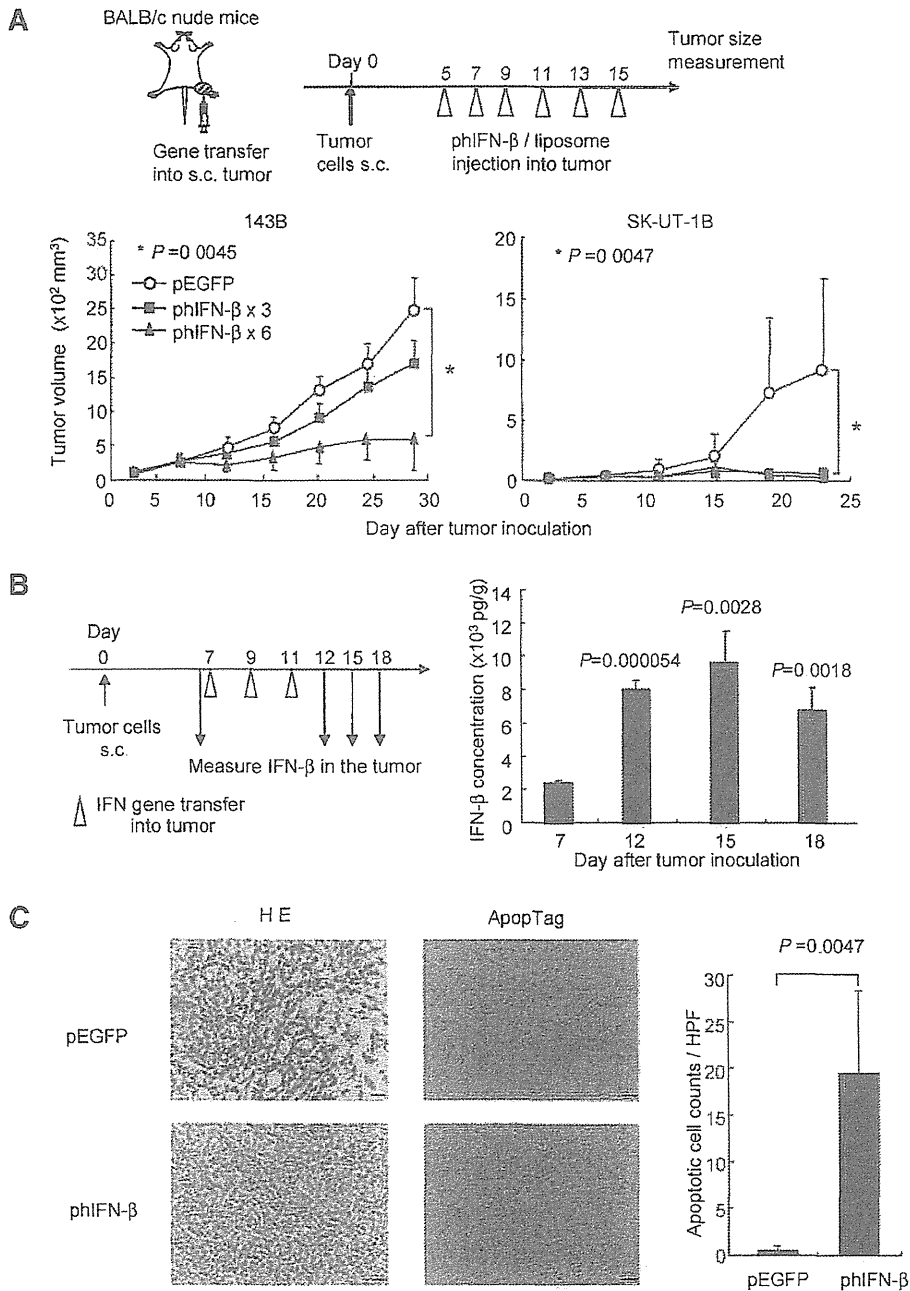 A
BALB/c nude mice
Gene transfer
into s.c. tumor
Day 0
5 7 9 11 13 15
Tumor size
measurement
Tumor
cells s.c.
phIFN-β / liposome
injection into tumor
143B
Tumor volume (x10² mm³)
35
30
25
20
15
10
5
0
* P=0 0045
pEGFP
phIFN-β x 3
phIFN-β x 6
*
0 5 10 15 20 25 30
SK-UT-1B
20
15
10
5
0
* P=0 0047
*
0 5 10 15 20 25
Day after tumor inoculation
B
Day
0 7 9 11 12 15 18
Tumor cells
s.c.
Measure IFN-β in the tumor
IFN gene transfer
into tumor
IFN-β concentration (x10³ pg/g)
14
12
10
8
6
4
2
0
P=0.000054
P=0.0028
P=0 0018
7 12 15 18
Day after tumor inoculation
C
H E
ApopTag
pEGFP
phIFN-β
P=0.0047
Apoptotic cell counts / HPF
30
25
20
15
10
5
0
pEGFP phIFN-β